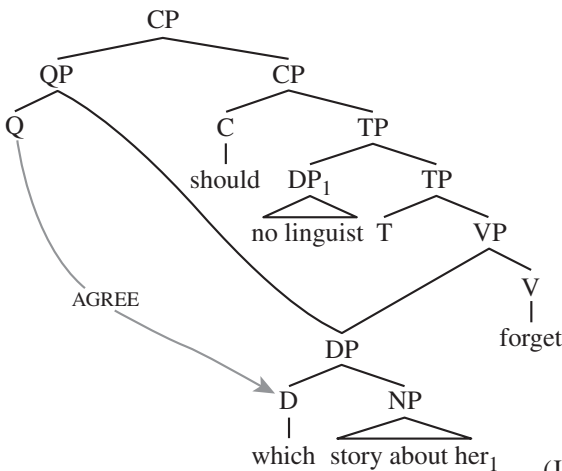 CP
QP CP
Q C TP
should DP1 TP
no linguist T VP
AGREE V
forget
DP
D NP
which story about her1 (I